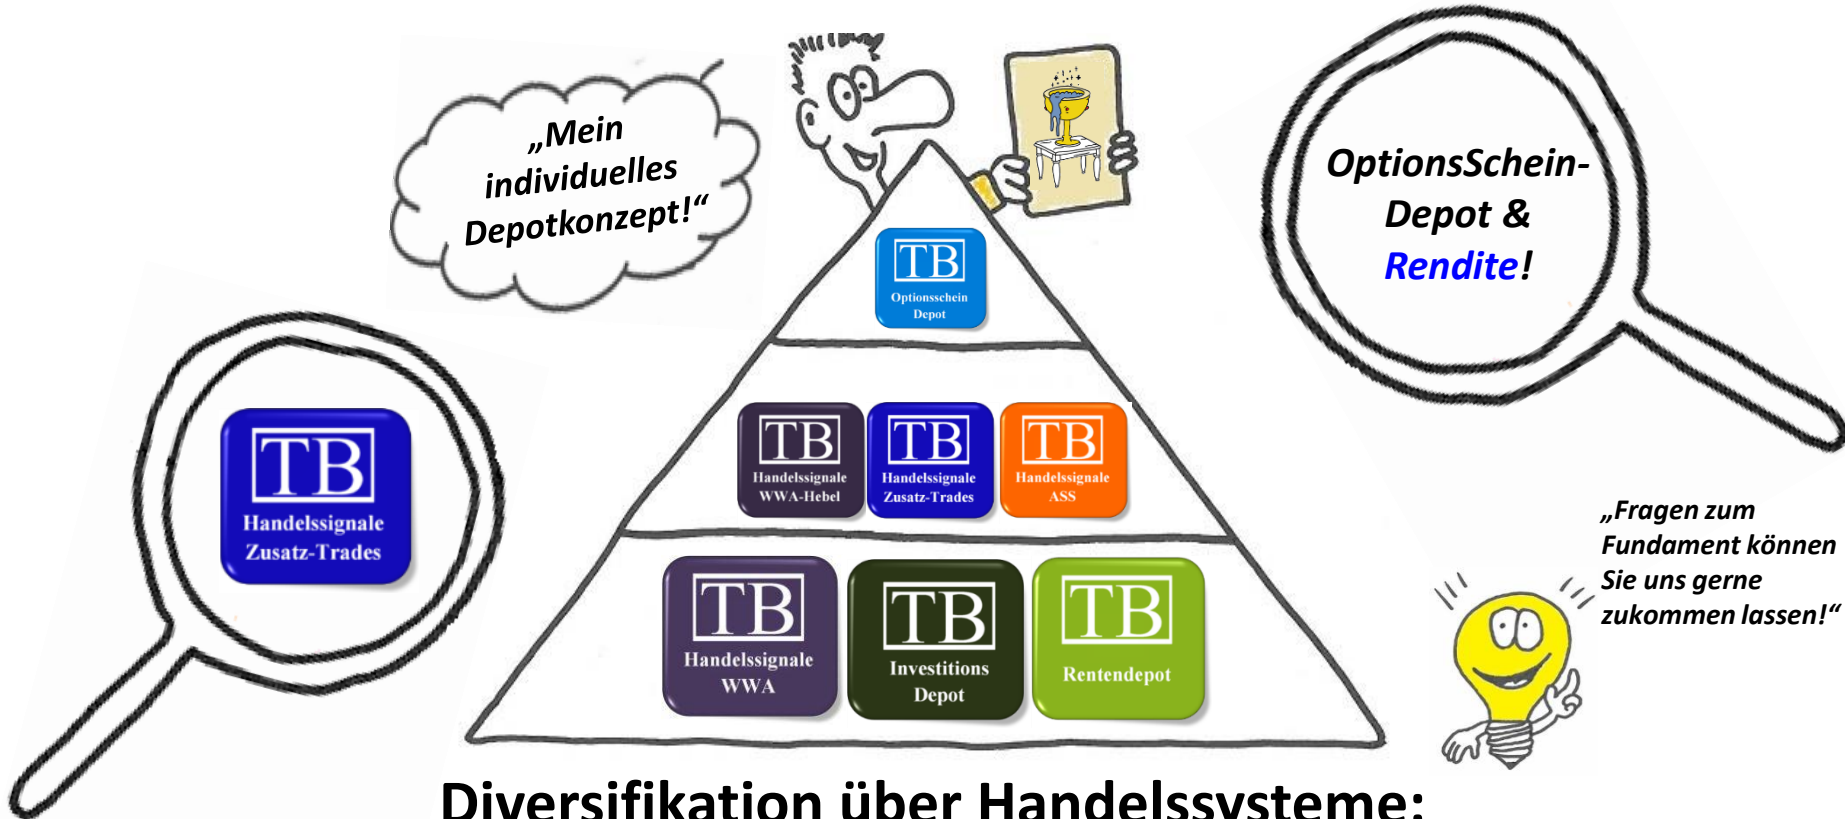 „Mein
individuelles
Depotkonzept!“
OptionsSchein-
Depot &
Rendite!
TB
Optionsschein
Depot
TB
Handelssignale
WWA-Hebel
TB
Handelssignale
Zusatz-Trades
TB
Handelssignale
ASS
TB
Handelssignale
Zusatz-Trades
„Fragen zum
Fundament können
Sie uns gerne
zukommen lassen!“
TB
Handelssignale
WWA
TB
Investitions
Depot
TB
Rentendepot
Diversifikation über Handelssysteme: